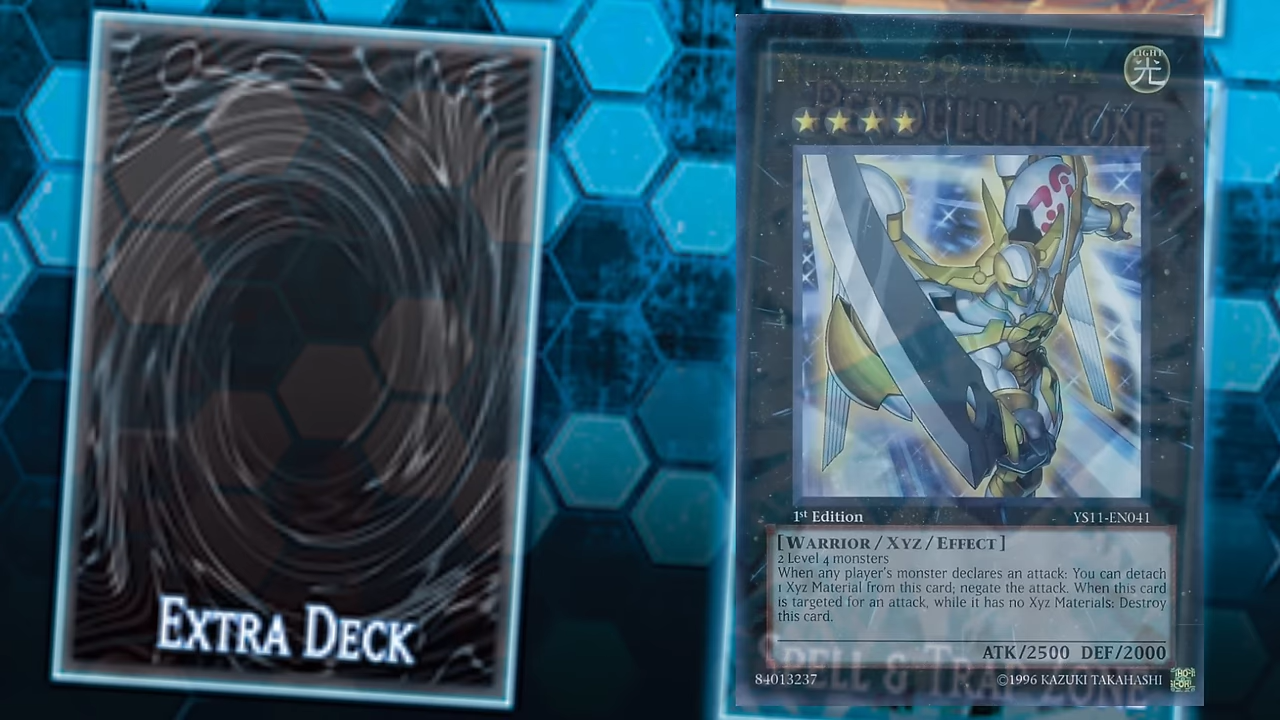 EXTRA DECK
NUMBER 39: UTOPIA
LIGHT
光
PENDULUM ZONE
1st Edition
YS11-EN041
[WARRIOR/XYZ/EFFECT]
2 Level 4 monsters
When any player's monster declares an attack: You can detach
1 Xyz Material from this card; negate the attack. When this card
is targeted for an attack, while it has no Xyz Materials: Destroy
this card.
ATK/2500 DEF/2000
SPELL & TRAP ZONE
84013237
©1996 KAZUKI TAKAHASHI